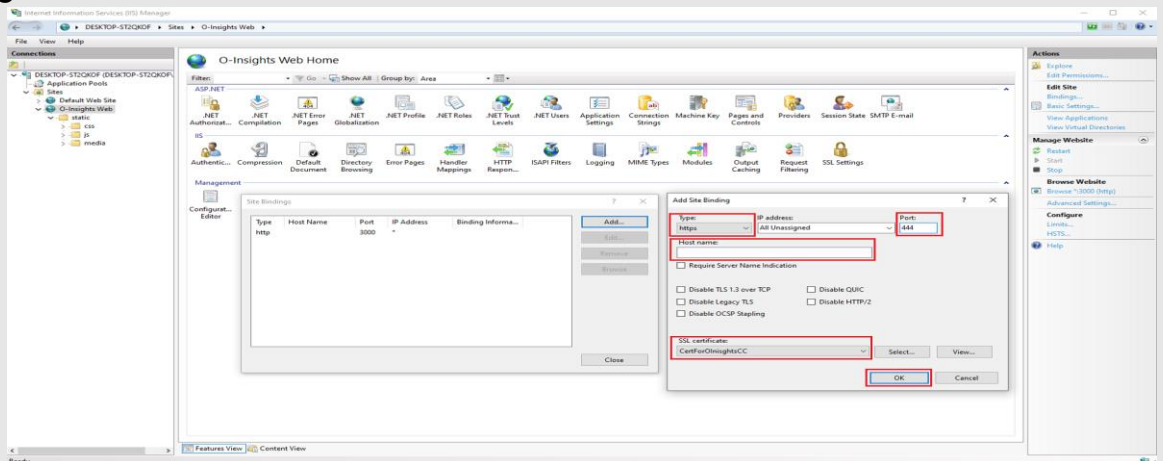 Internet Information Services (IIS) Manager
DESKTOP-ST2QKOF ▸ Sites ▸ O-Insights Web ▸
File View Help
Connections
DESKTOP-ST2QKOF (DESKTOP-ST2QKOF\
Application Pools
Sites
Default Web Site
O-Insights Web
static
css
js
media
O-Insights Web Home
Filter: Go Show All Group by: Area
ASP.NET
.NET Authorizat...
.NET Compilation
.NET Error Pages
.NET Globalization
.NET Profile
.NET Roles
.NET Trust Levels
.NET Users
Application Settings
Connection Strings
Machine Key
Pages and Controls
Providers
Session State
SMTP E-mail
IIS
Authentic...
Compression
Default Document
Directory Browsing
Error Pages
Handler Mappings
HTTP Respon...
ISAPI Filters
Logging
MIME Types
Modules
Output Caching
Request Filtering
SSL Settings
Management
Configurat... Editor
Site Bindings ? ×
Type Host Name Port IP Address Binding Informa...
http 3000 *
Add...
Edit...
Remove
Browse
Close
Add Site Binding ? ×
Type: IP address: Port:
https All Unassigned 444
Host name:
Require Server Name Indication
Disable TLS 1.3 over TCP Disable QUIC
Disable Legacy TLS Disable HTTP/2
Disable OCSP Stapling
SSL certificate:
CertForOInisghtsCC Select... View...
OK Cancel
Features View Content View
Ready
Actions
Explore
Edit Permissions...
Edit Site
Bindings...
Basic Settings...
View Applications
View Virtual Directories
Manage Website
Restart
Start
Stop
Browse Website
Browse *:3000 (http)
Advanced Settings...
Configure
Limits...
HSTS...
Help